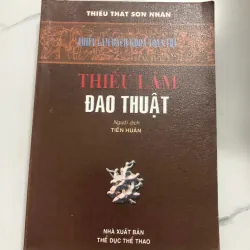 THIẾU THẤT SƠN NHÂN
THIẾU LÂM
ĐAO THUẬT
Người dịch
TIẾN HUÂN
NHÀ XUẤT BẢN
THỂ DỤC THỂ THAO